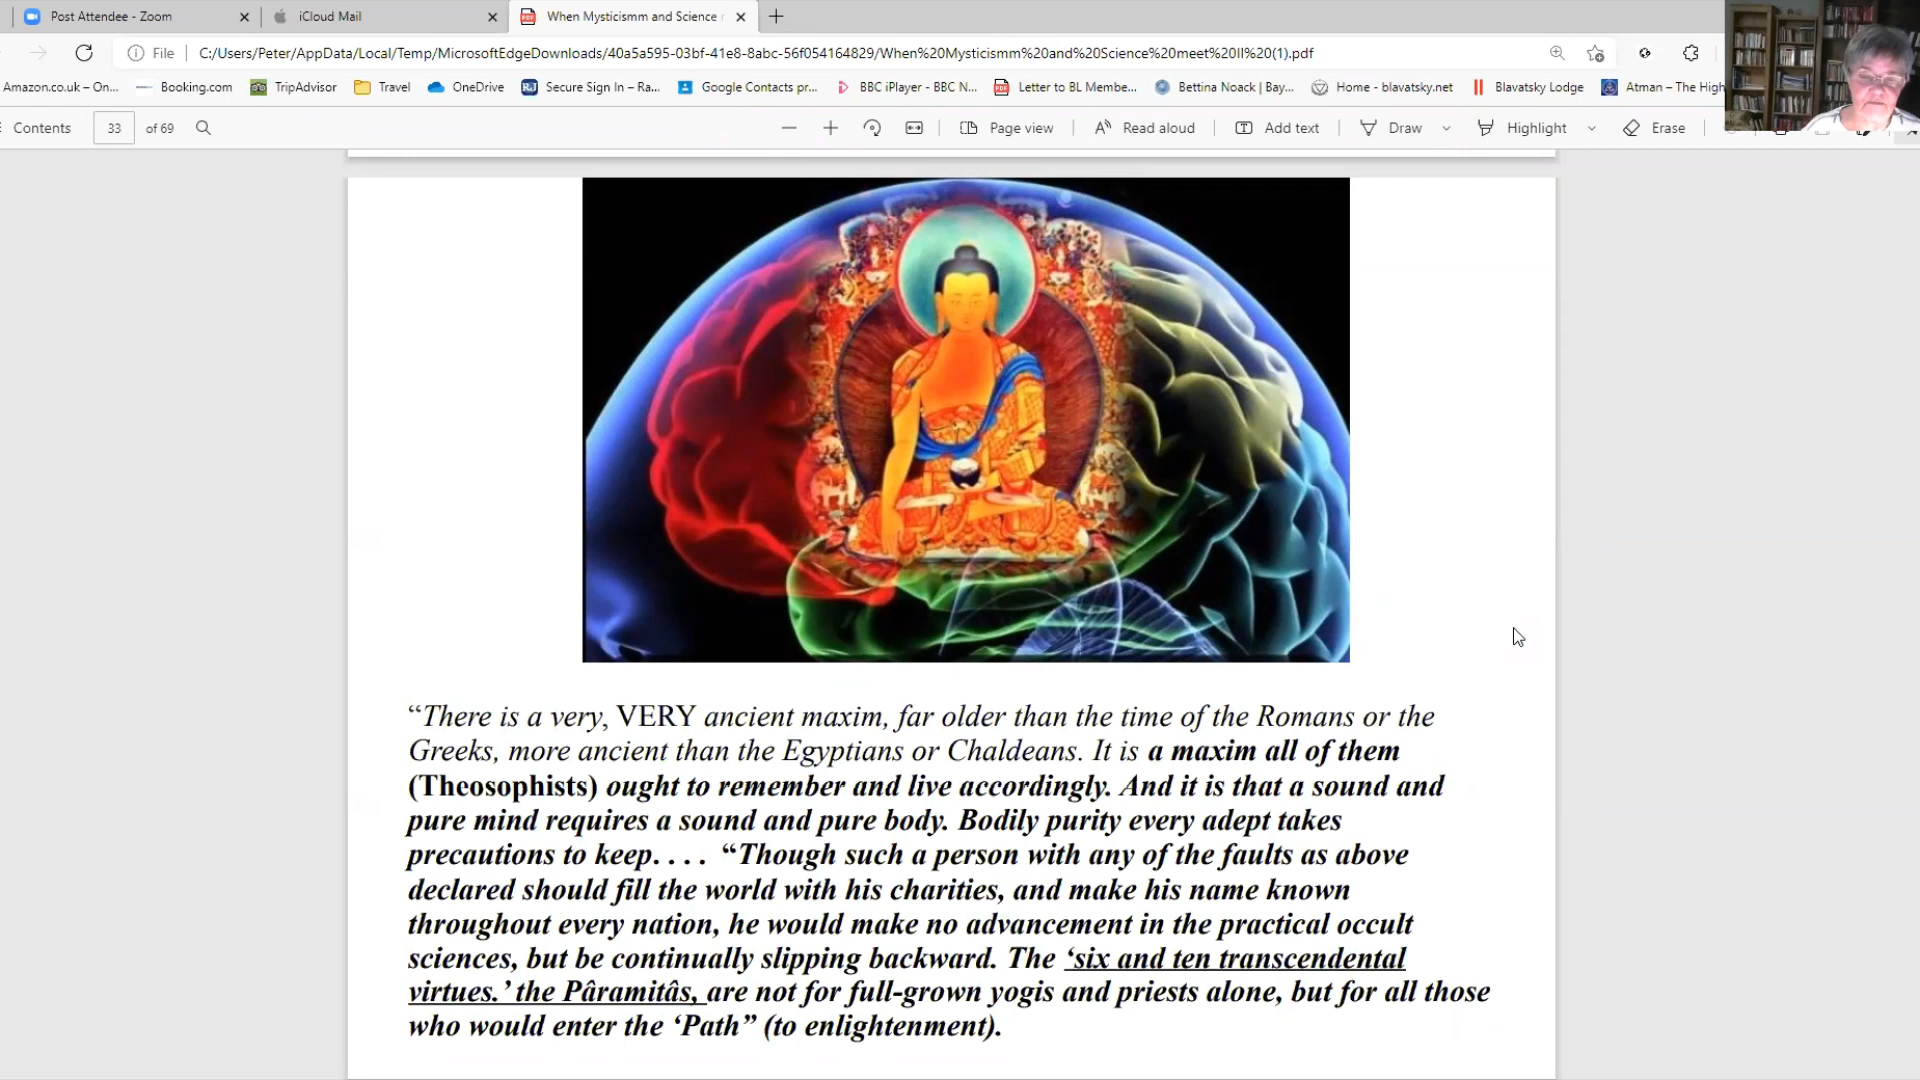 Post Attendee - Zoom
iCloud Mail
When Mysticismm and Science
File
C:/Users/Peter/AppData/Local/Temp/MicrosoftEdgeDownloads/40a5a595-03bf-41e8-8abc-56f054164829/When%20Mysticismm%20and%20Science%20meet%20II%20(1).pdf
Amazon.co.uk – On...
Booking.com
TripAdvisor
Travel
OneDrive
Secure Sign In – Ra...
Google Contacts pr...
BBC iPlayer - BBC N...
Letter to BL Membe...
Bettina Noack | Bay...
Home - blavatsky.net
Blavatsky Lodge
Atman – The High
Contents
33
of 69
Page view
Read aloud
Add text
Draw
Highlight
Erase
“There is a very, VERY ancient maxim, far older than the time of the Romans or the
Greeks, more ancient than the Egyptians or Chaldeans. It is a maxim all of them
(Theosophists) ought to remember and live accordingly. And it is that a sound and
pure mind requires a sound and pure body. Bodily purity every adept takes
precautions to keep. . . . “Though such a person with any of the faults as above
declared should fill the world with his charities, and make his name known
throughout every nation, he would make no advancement in the practical occult
sciences, but be continually slipping backward. The ‘six and ten transcendental
virtues.’ the Pâramitâs, are not for full-grown yogis and priests alone, but for all those
who would enter the ‘Path” (to enlightenment).